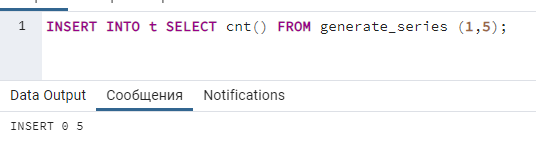 1 INSERT INTO t SELECT cnt() FROM generate_series (1,5);
Data Output Сообщения Notifications
INSERT 0 5